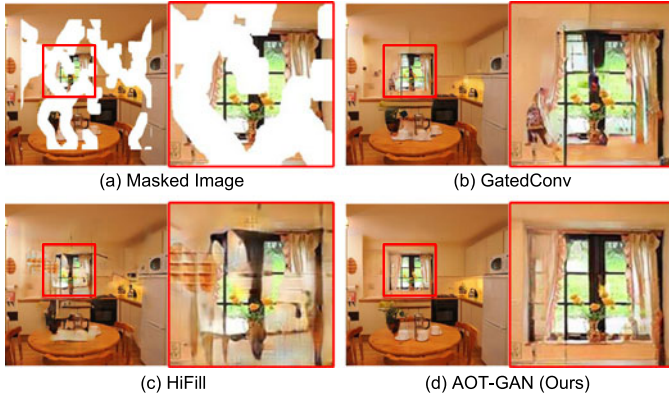 (a) Masked Image
(b) GatedConv
(c) HiFill
(d) AOT-GAN (Ours)